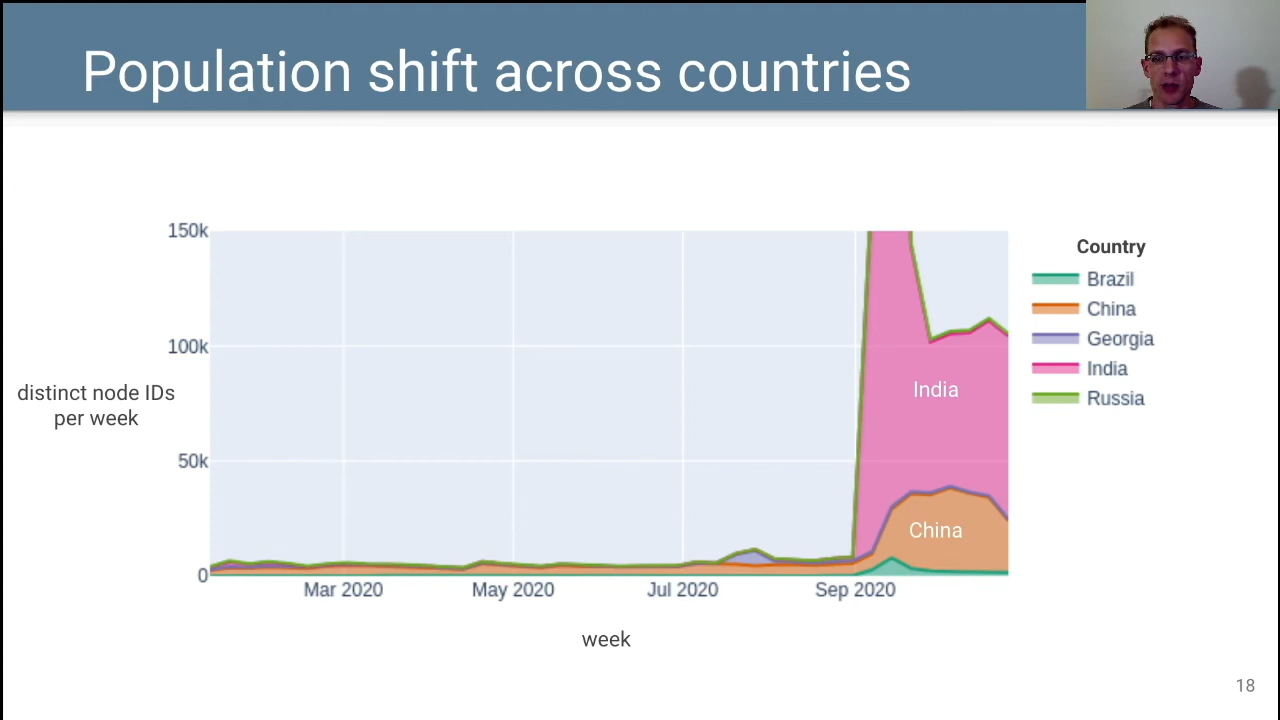 Population shift across countries
150k
100k
50k
0
distinct node IDs
per week
Mar 2020
May 2020
Jul 2020
Sep 2020
week
India
China
Country
Brazil
China
Georgia
India
Russia
18